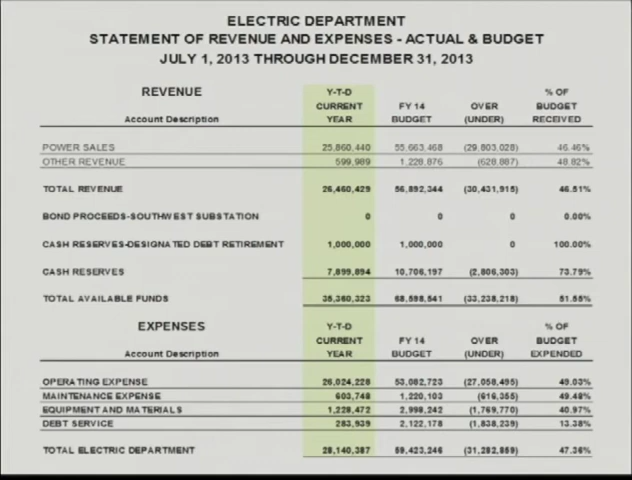 ELECTRIC DEPARTMENT
STATEMENT OF REVENUE AND EXPENSES - ACTUAL & BUDGET
JULY 1, 2013 THROUGH DECEMBER 31, 2013
REVENUE Y-T-D % OF
CURRENT FY 14 OVER BUDGET
Account Description YEAR BUDGET (UNDER) RECEIVED
POWER SALES 25,860,440 55,663,468 (29,803,028) 46.46%
OTHER REVENUE 599,989 1,228,876 (628,887) 48.82%
TOTAL REVENUE 26,460,429 56,892,344 (30,431,915) 46.51%
BOND PROCEEDS-SOUTHWEST SUBSTATION 0 0 0 0.00%
CASH RESERVES-DESIGNATED DEBT RETIREMENT 1,000,000 1,000,000 0 100.00%
CASH RESERVES 7,899,894 10,706,197 (2,806,303) 73.79%
TOTAL AVAILABLE FUNDS 35,360,323 68,598,541 (33,238,218) 51.55%
EXPENSES Y-T-D % OF
CURRENT FY 14 OVER BUDGET
Account Description YEAR BUDGET (UNDER) EXPENDED
OPERATING EXPENSE 26,024,228 53,082,723 (27,058,495) 49.03%
MAINTENANCE EXPENSE 603,748 1,220,103 (616,355) 49.48%
EQUIPMENT AND MATERIALS 1,228,472 2,998,242 (1,769,770) 40.97%
DEBT SERVICE 283,939 2,122,178 (1,838,239) 13.38%
TOTAL ELECTRIC DEPARTMENT 28,140,387 59,423,246 (31,282,859) 47.36%